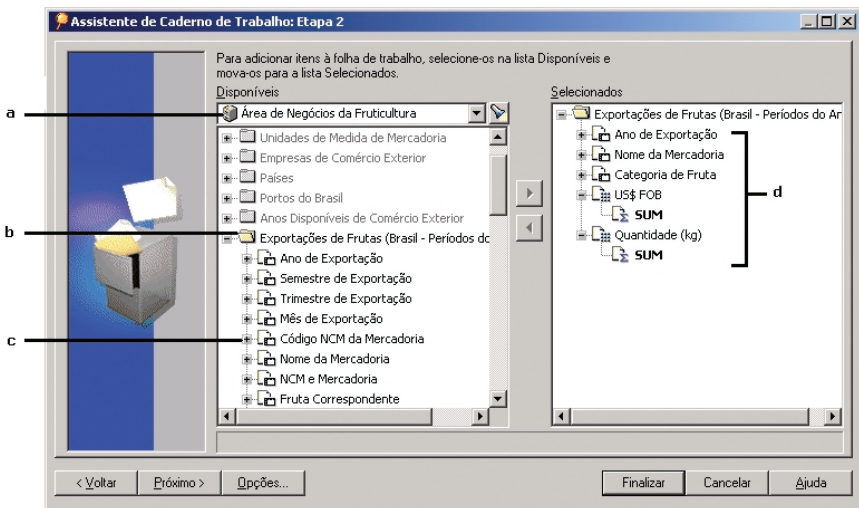 Assistente de Caderno de Trabalho: Etapa 2
Para adicionar itens à folha de trabalho, selecione-os na lista Disponíveis e
mova-os para a lista Selecionados.
Disponíveis
Selecionados
a
Área de Negócios da Fruticultura
Unidades de Medida de Mercadoria
Empresas de Comércio Exterior
Países
Portos do Brasil
Anos Disponíveis de Comércio Exterior
b
Exportações de Frutas (Brasil - Períodos do
Ano de Exportação
Semestre de Exportação
Trimestre de Exportação
Mês de Exportação
c
Código NCM da Mercadoria
Nome da Mercadoria
NCM e Mercadoria
Fruta Correspondente
Exportações de Frutas (Brasil - Períodos do Ar
Ano de Exportação
Nome da Mercadoria
Categoria de Fruta
US$ FOB
SUM
Quantidade (kg)
SUM
d
< Voltar
Próximo >
Opções...
Finalizar
Cancelar
Ajuda